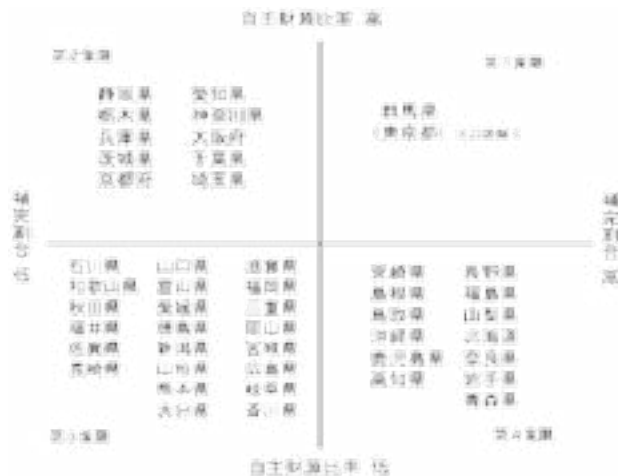 自主財源比率 高
第2象限
第1象限
静岡県 愛知県
栃木県 神奈川県
兵庫県 大阪府
茨城県 千葉県
京都府 埼玉県
群馬県
(東京都)
補完割合 低
補完割合 高
石川県 山口県 滋賀県
和歌山県 富山県 福岡県
秋田県 愛媛県 三重県
福井県 徳島県 岡山県
佐賀県 新潟県 宮城県
長崎県 山形県 広島県
熊本県 岐阜県
大分県 香川県
宮崎県 長野県
島根県 福島県
鳥取県 山梨県
沖縄県 北海道
鹿児島県 奈良県
高知県 岩手県
青森県
第3象限
第4象限
自主財源比率 低